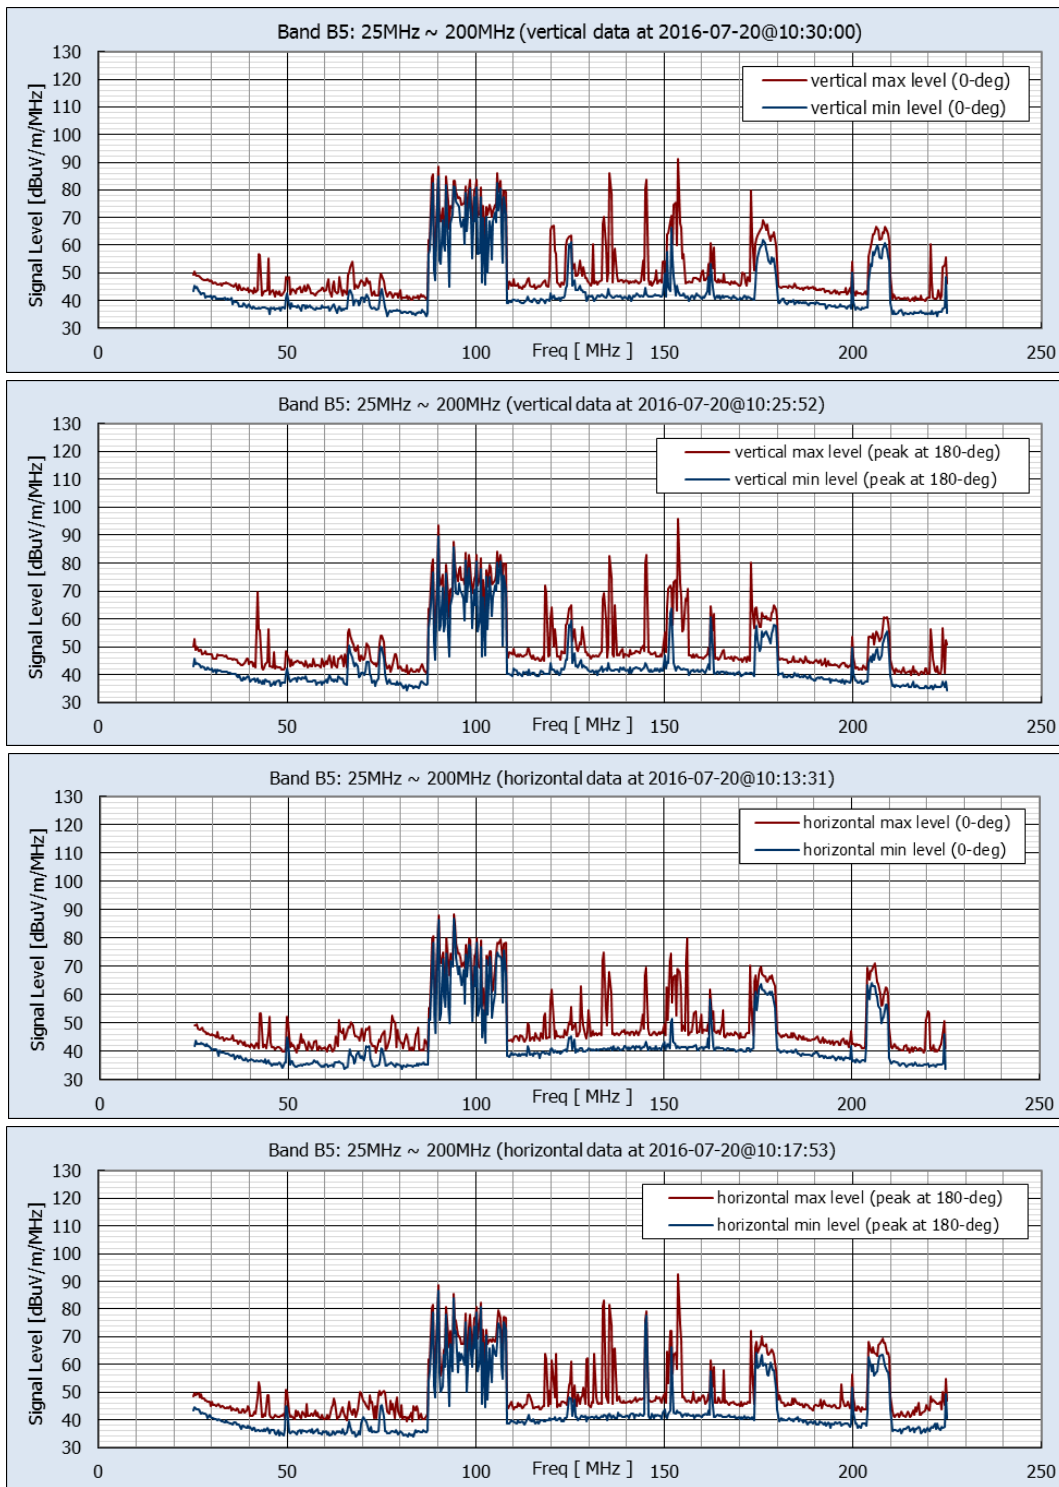 Band B5: 25MHz ~ 200MHz (vertical data at 2016-07-20@10:30:00)
Signal Level [dBuV/m/MHz]
130
120
110
100
90
80
70
60
50
40
30
vertical max level (0-deg)
vertical min level (0-deg)
0 50 100 150 200 250
Freq [ MHz ]
Band B5: 25MHz ~ 200MHz (vertical data at 2016-07-20@10:25:52)
Signal Level [dBuV/m/MHz]
130
120
110
100
90
80
70
60
50
40
30
vertical max level (peak at 180-deg)
vertical min level (peak at 180-deg)
0 50 100 150 200 250
Freq [ MHz ]
Band B5: 25MHz ~ 200MHz (horizontal data at 2016-07-20@10:13:31)
Signal Level [dBuV/m/MHz]
130
120
110
100
90
80
70
60
50
40
30
horizontal max level (0-deg)
horizontal min level (0-deg)
0 50 100 150 200 250
Freq [ MHz ]
Band B5: 25MHz ~ 200MHz (horizontal data at 2016-07-20@10:17:53)
Signal Level [dBuV/m/MHz]
130
120
110
100
90
80
70
60
50
40
30
horizontal max level (peak at 180-deg)
horizontal min level (peak at 180-deg)
0 50 100 150 200 250
Freq [ MHz ]